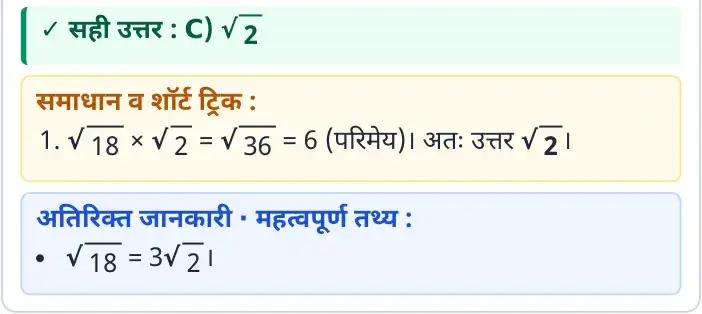 ✓ सही उत्तर : C) √2
समाधान व शॉर्ट ट्रिक :
1. √18 × √2 = √36 = 6 (परिमेय)। अतः उत्तर √2।
अतिरिक्त जानकारी · महत्वपूर्ण तथ्य :
• √18 = 3√2।